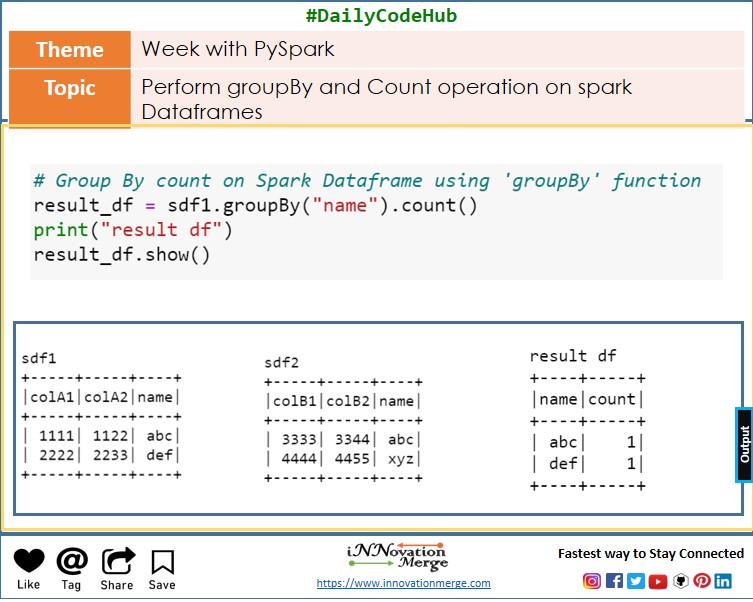 #DailyCodeHub
Theme
Week with PySpark
Topic
Perform groupBy and Count operation on spark
Dataframes
# Group By count on Spark Dataframe using 'groupBy' function
result_df = sdf1.groupBy("name").count()
print("result df")
result_df.show()
sdf1
+-----+-----+----+
|colA1|colA2|name|
+-----+-----+----+
| 1111| 1122| abc|
| 2222| 2233| def|
+-----+-----+----+
sdf2
+-----+-----+----+
|colB1|colB2|name|
+-----+-----+----+
| 3333| 3344| abc|
| 4444| 4455| xyz|
+-----+-----+----+
result df
+----+-----+
|name|count|
+----+-----+
| abc|    1|
| def|    1|
+----+-----+
Output
Like
Tag
Share
Save
iNNovation
Merge
https://www.innovationmerge.com
Fastest way to Stay Connected